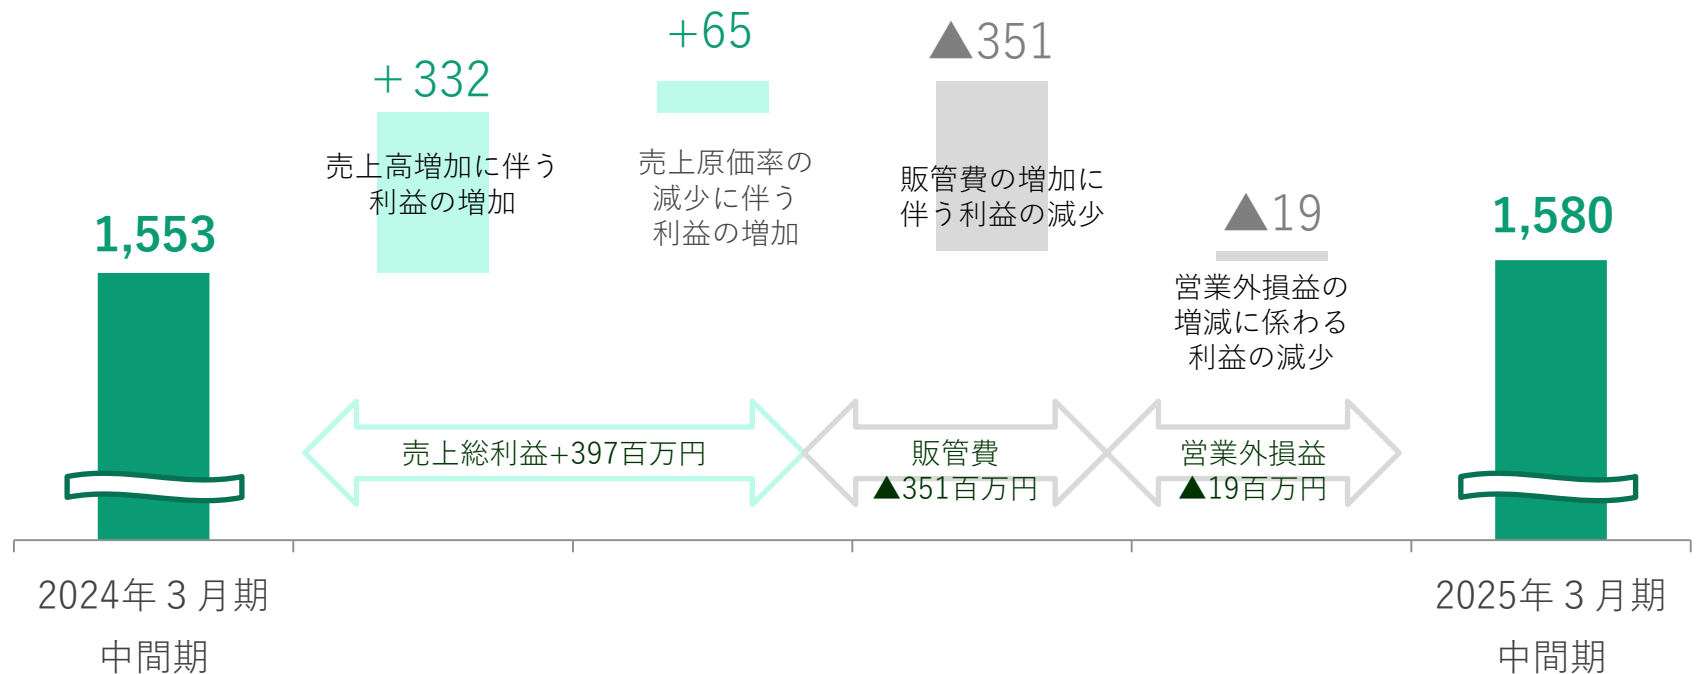 1,553
+332
売上高増加に伴う
利益の増加
+65
売上原価率の
減少に伴う
利益の増加
▲351
販管費の増加に
伴う利益の減少
▲19
営業外損益の
増減に係わる
利益の減少
1,580
売上総利益+397百万円
販管費
▲351百万円
営業外損益
▲19百万円
2024年３月期
中間期
2025年３月期
中間期